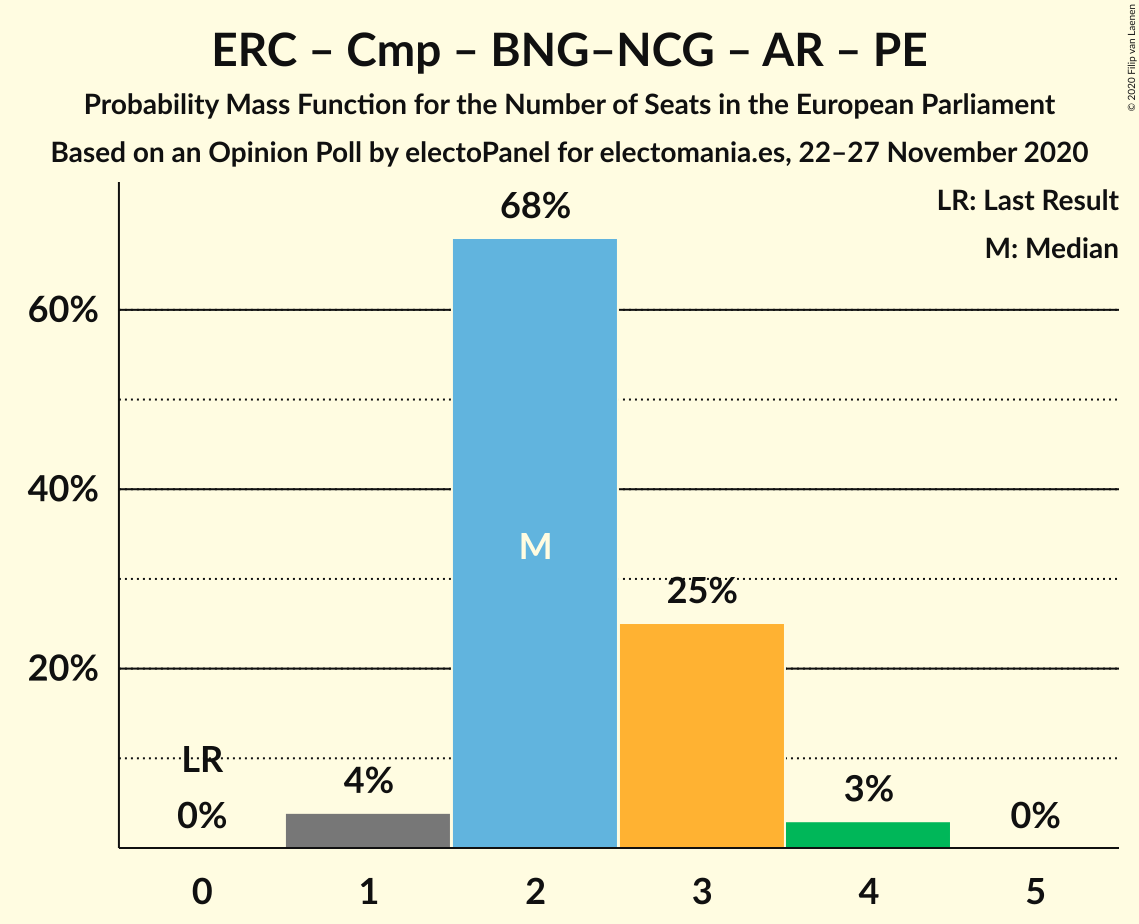 ERC – Cmp – BNG–NCG – AR – PE
Probability Mass Function for the Number of Seats in the European Parliament
Based on an Opinion Poll by electoPanel for electomania.es, 22–27 November 2020
© 2020 Filip van Laenen
LR: Last Result
M: Median
68%
60%
40%
M
25%
20%
LR
0%
4%
3%
0%
0 1 2 3 4 5